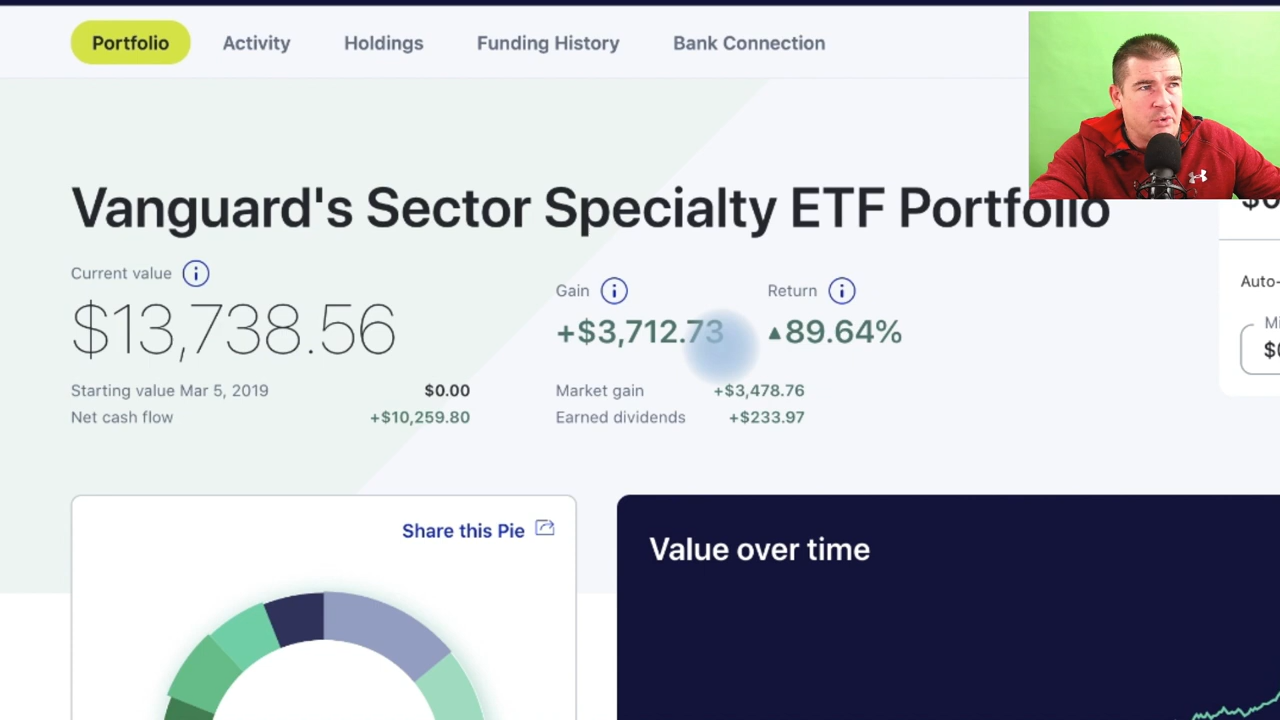 Portfolio Activity Holdings Funding History Bank Connection
Vanguard's Sector Specialty ETF Portfolio
Current value
$13,738.56
Starting value Mar 5, 2019 $0.00
Net cash flow +$10,259.80
Gain
+$3,712.73
Return
▲89.64%
Market gain +$3,478.76
Earned dividends +$233.97
Auto-
Share this Pie
Value over time